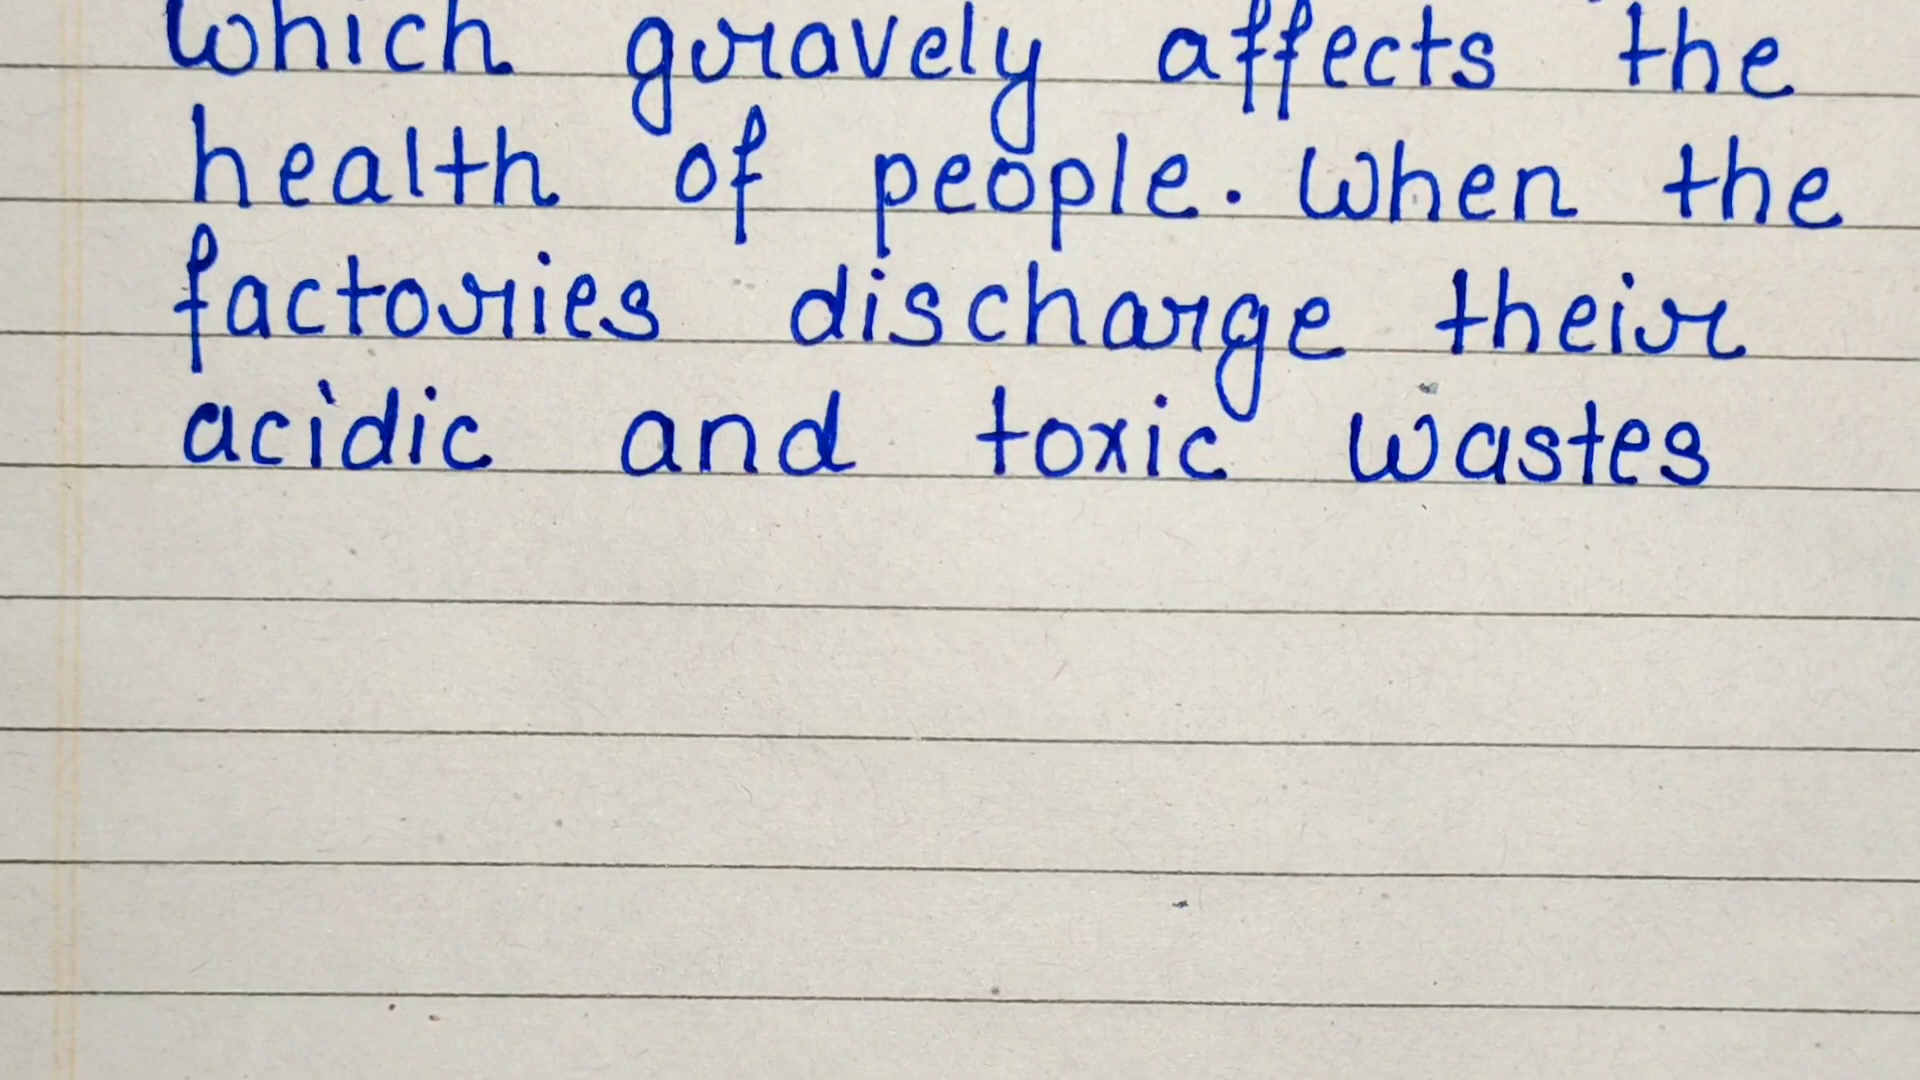 which gravely affects the
health of people. When the
factories discharge their
acidic and toxic wastes